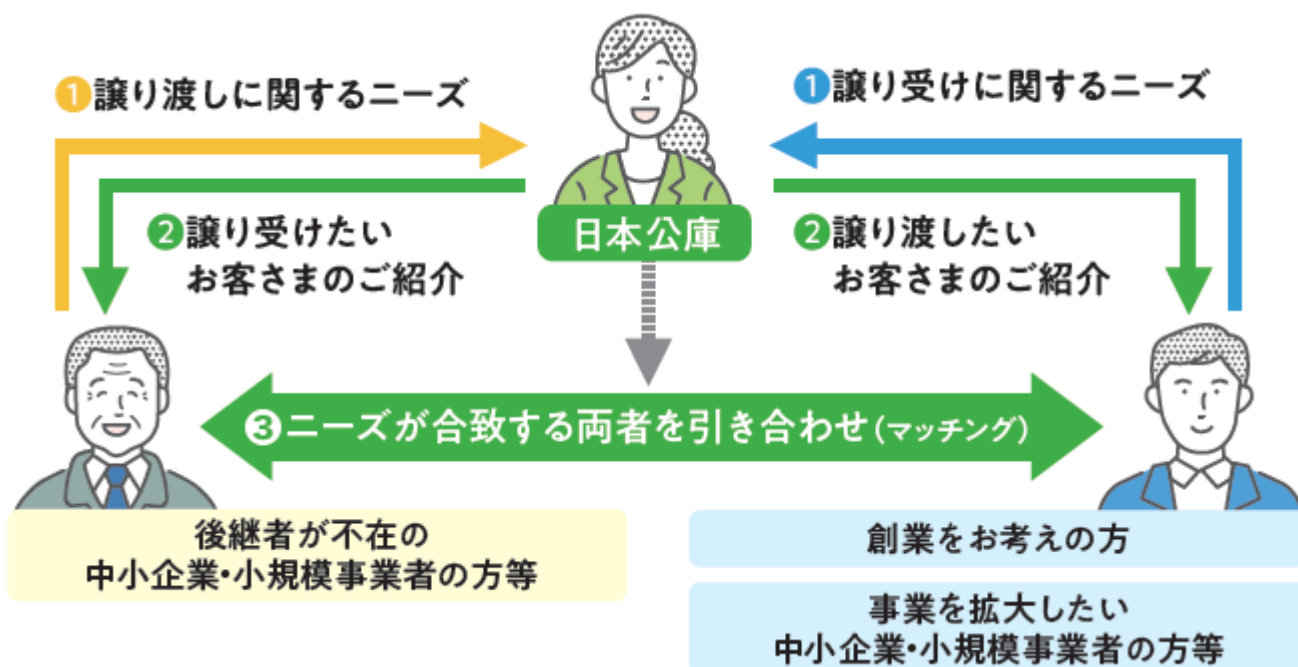 ❶譲り渡しに関するニーズ
❶譲り受けに関するニーズ
❷譲り受けたい
お客さまのご紹介
日本公庫
❷譲り渡したい
お客さまのご紹介
❸ニーズが合致する両者を引き合わせ(マッチング)
後継者が不在の
中小企業・小規模事業者の方等
創業をお考えの方
事業を拡大したい
中小企業・小規模事業者の方等